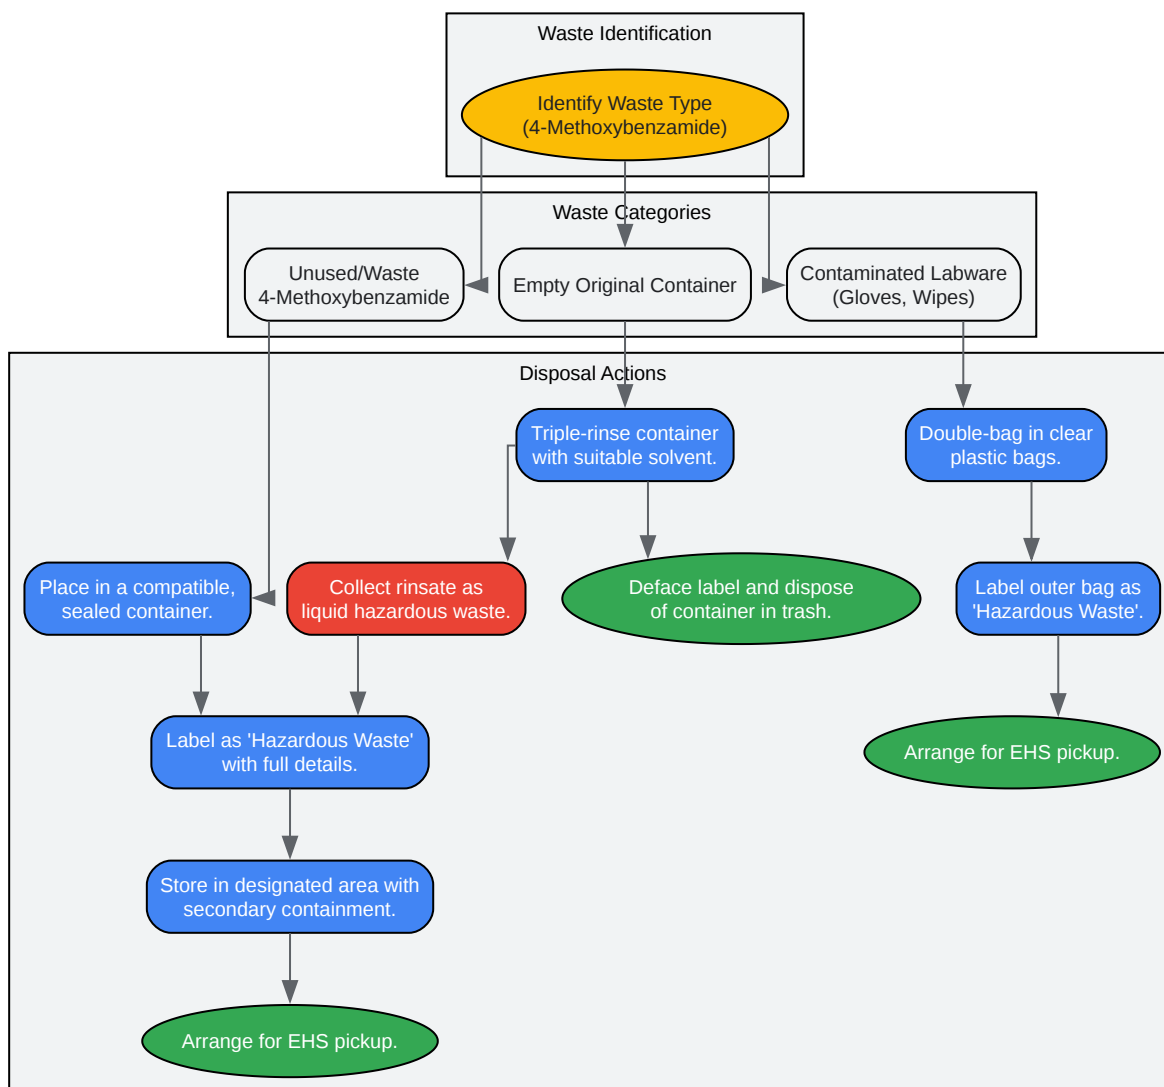 Waste Identification
Identify Waste Type
(4-Methoxybenzamide)
Waste Categories
Unused/Waste
4-Methoxybenzamide
Empty Original Container
Contaminated Labware
(Gloves, Wipes)
Disposal Actions
Triple-rinse container
with suitable solvent.
Double-bag in clear
plastic bags.
Place in a compatible,
sealed container.
Collect rinsate as
liquid hazardous waste.
Deface label and dispose
of container in trash.
Label outer bag as
'Hazardous Waste'.
Label as 'Hazardous Waste'
with full details.
Arrange for EHS pickup.
Store in designated area with
secondary containment.
Arrange for EHS pickup.